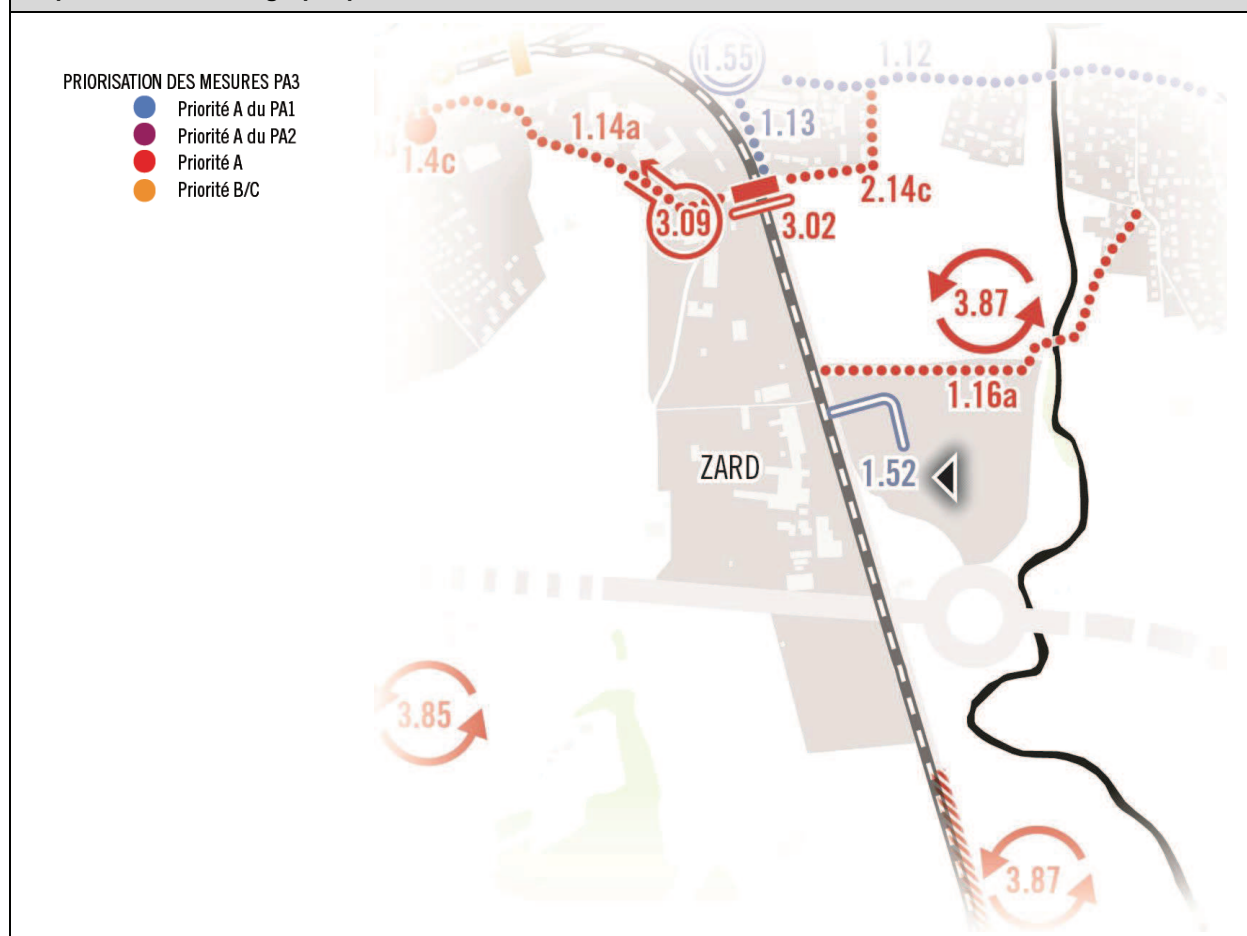 PRIORISATION DES MESURES PA3
Priorité A du PA1
Priorité A du PA2
Priorité A
Priorité B/C
1.55
1.12
1.13
1.14a
1.4c
2.14c
3.09
3.02
3.87
1.16a
ZARD
1.52
3.85
3.87